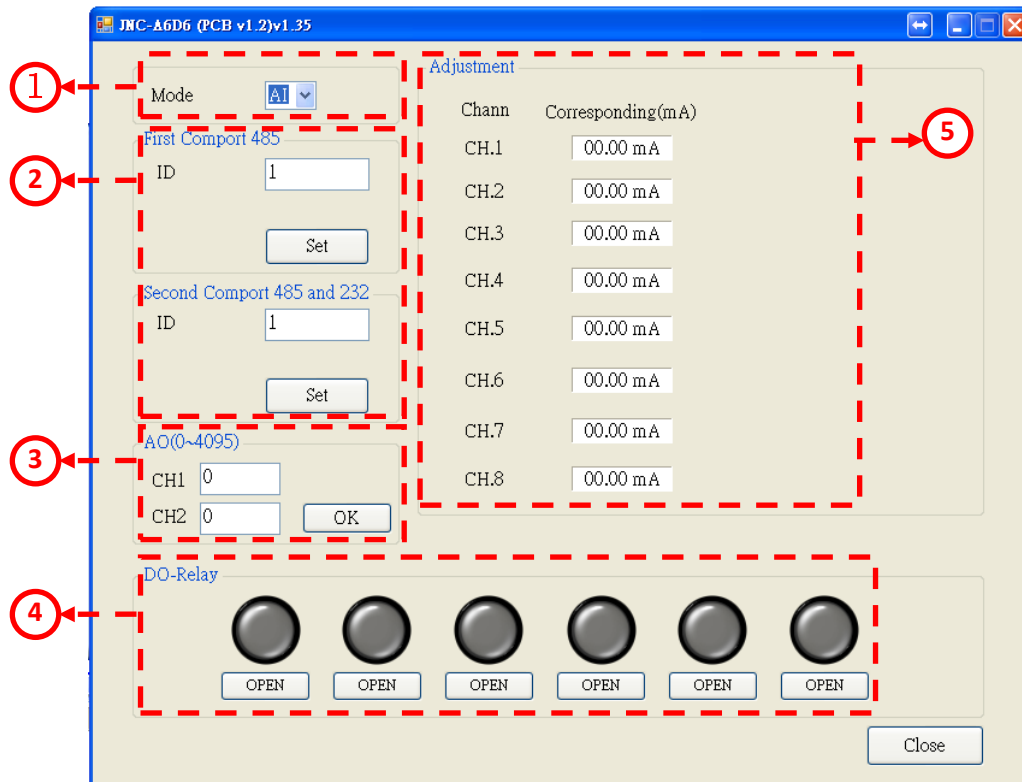 JNC-A6D6 (PCB v1.2)v1.35
1
Mode AI
2
First Comport 485
ID 1
Set
Second Comport 485 and 232
ID 1
Set
3
AO(0~4095)
CH1 0
CH2 0 OK
Adjustment
5
Chann Corresponding(mA)
CH.1 00.00 mA
CH.2 00.00 mA
CH.3 00.00 mA
CH.4 00.00 mA
CH.5 00.00 mA
CH.6 00.00 mA
CH.7 00.00 mA
CH.8 00.00 mA
4
DO-Relay
OPEN OPEN OPEN OPEN OPEN OPEN
Close